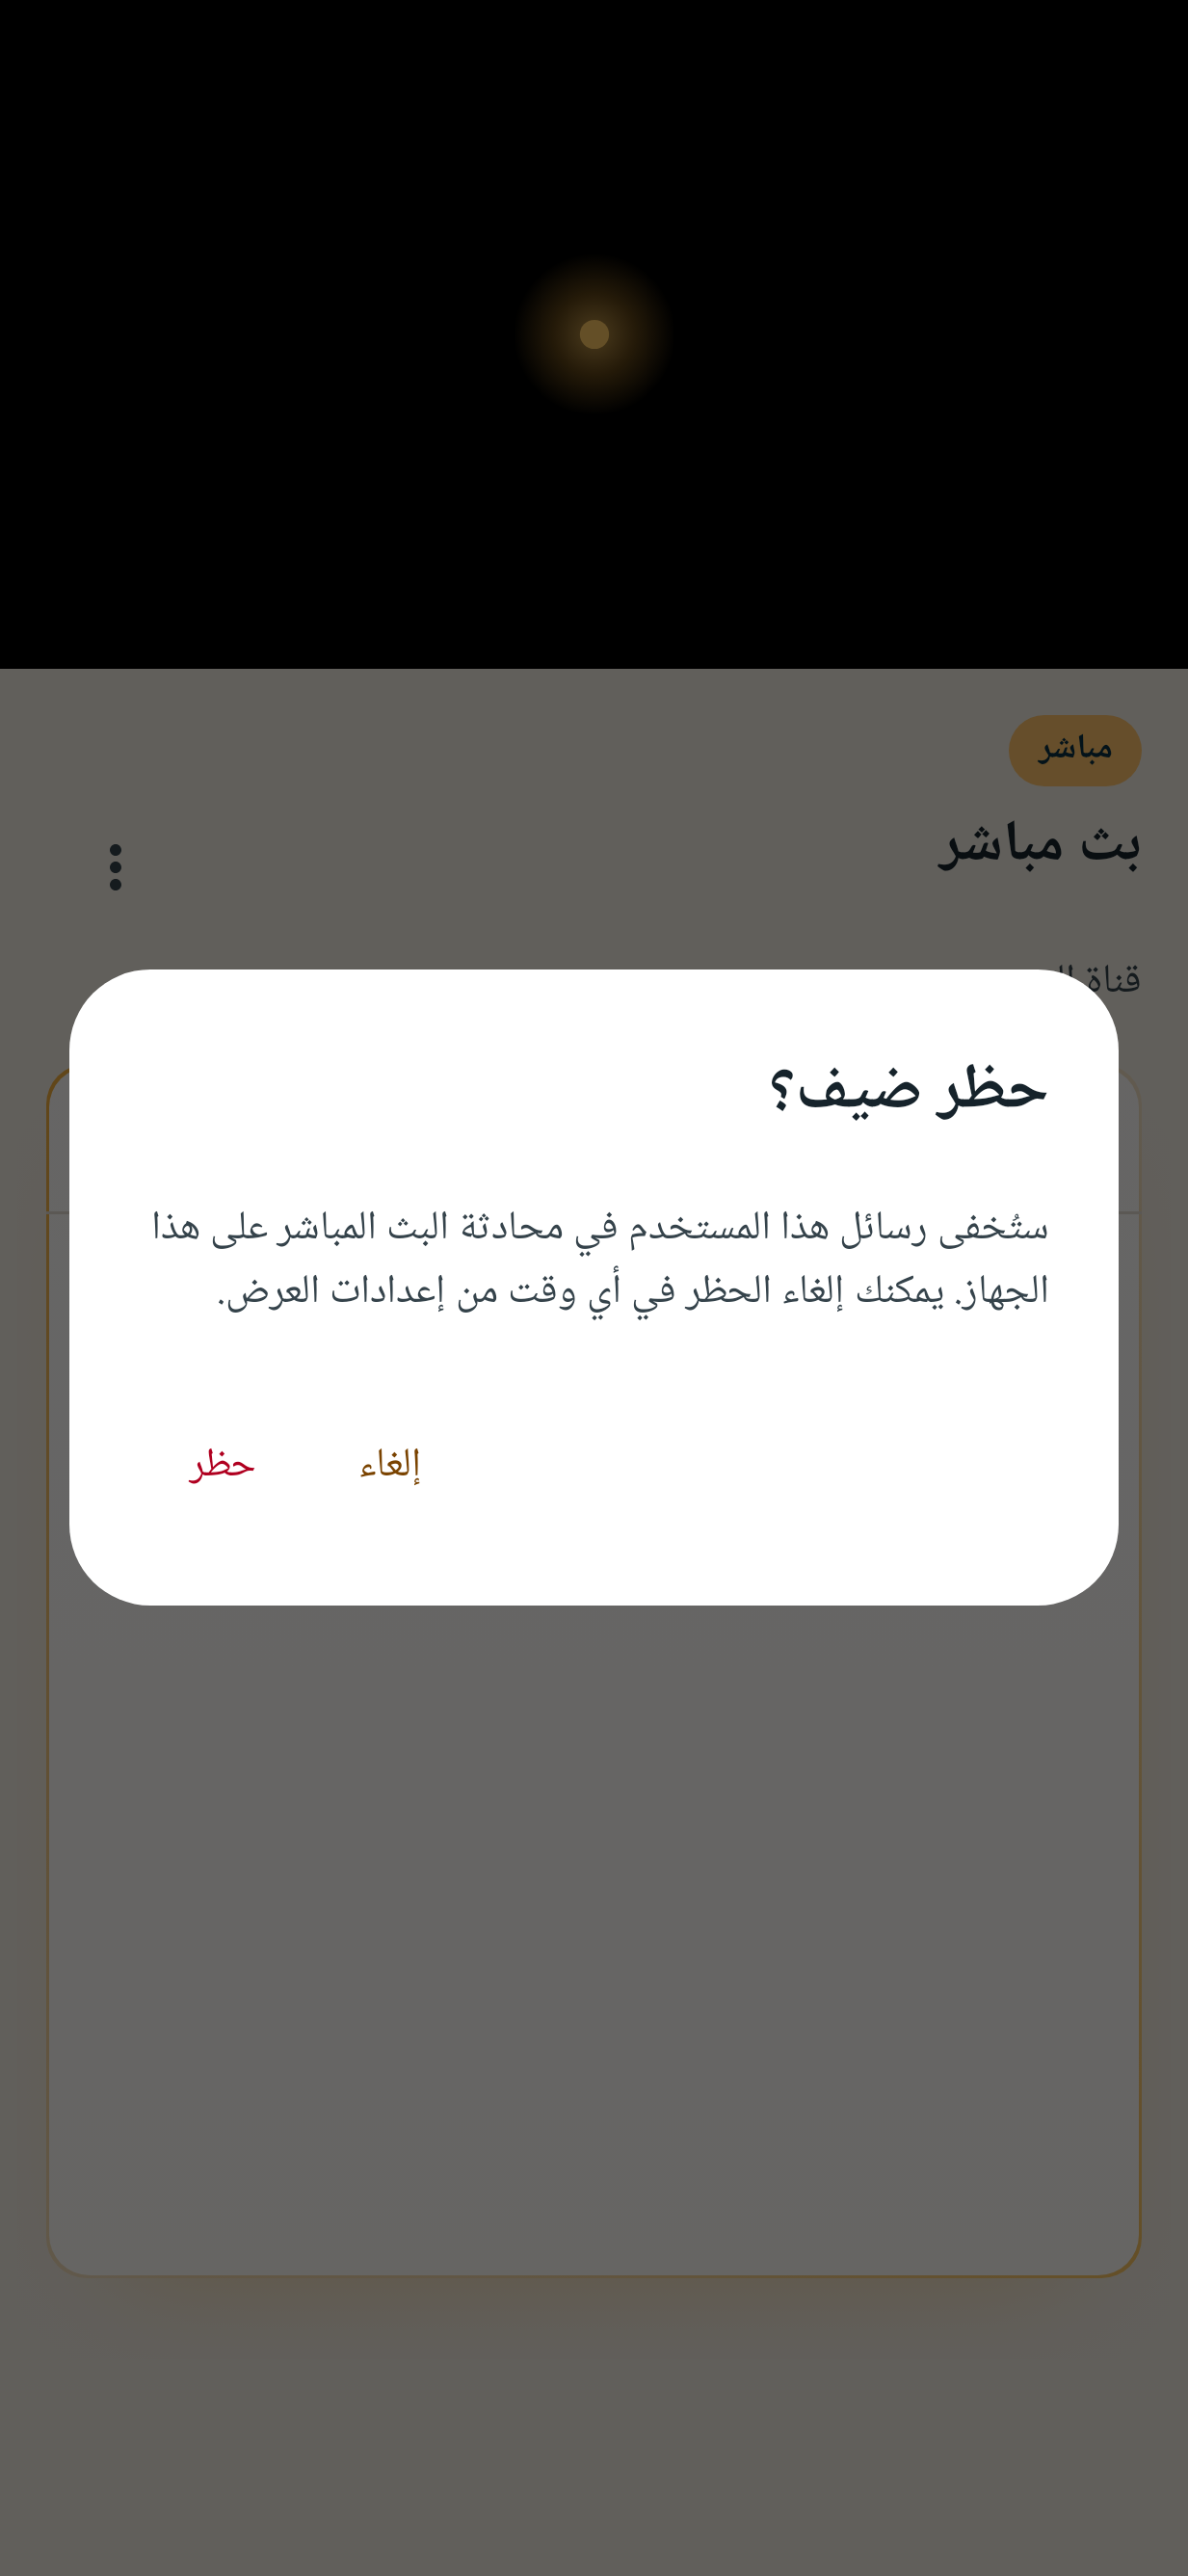 مباشر
بث مباشر
قناة
حظر ضيف؟
ستُخفى رسائل هذا المستخدم في محادثة البث المباشر على هذا
الجهاز. يمكنك إلغاء الحظر في أي وقت من إعدادات العرض.
إلغاء
حظر